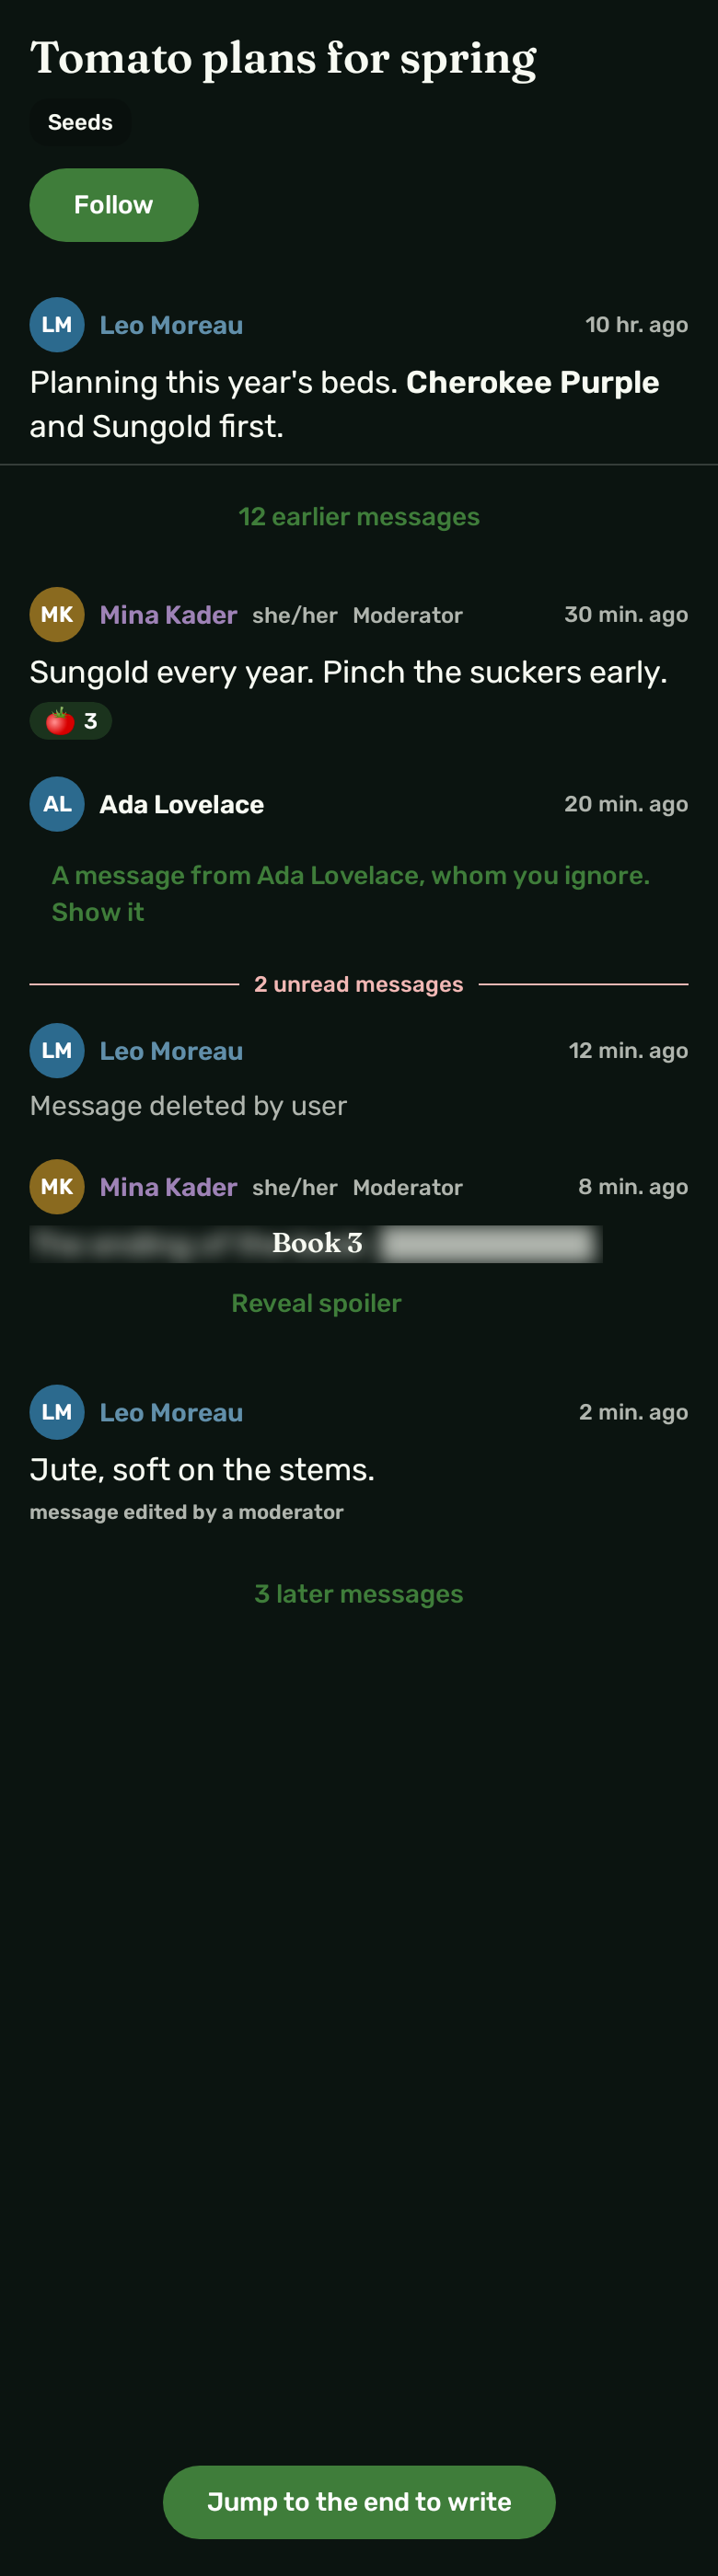 Tomato plans for spring
Seeds
Follow
LM Leo Moreau 10 hr. ago
Planning this year's beds. Cherokee Purple
and Sungold first.
12 earlier messages
MK Mina Kader she/her Moderator 30 min. ago
Sungold every year. Pinch the suckers early.
🍅 3
AL Ada Lovelace 20 min. ago
A message from Ada Lovelace, whom you ignore.
Show it
2 unread messages
LM Leo Moreau 12 min. ago
Message deleted by user
MK Mina Kader she/her Moderator 8 min. ago
Book 3
Reveal spoiler
LM Leo Moreau 2 min. ago
Jute, soft on the stems.
message edited by a moderator
3 later messages
Jump to the end to write